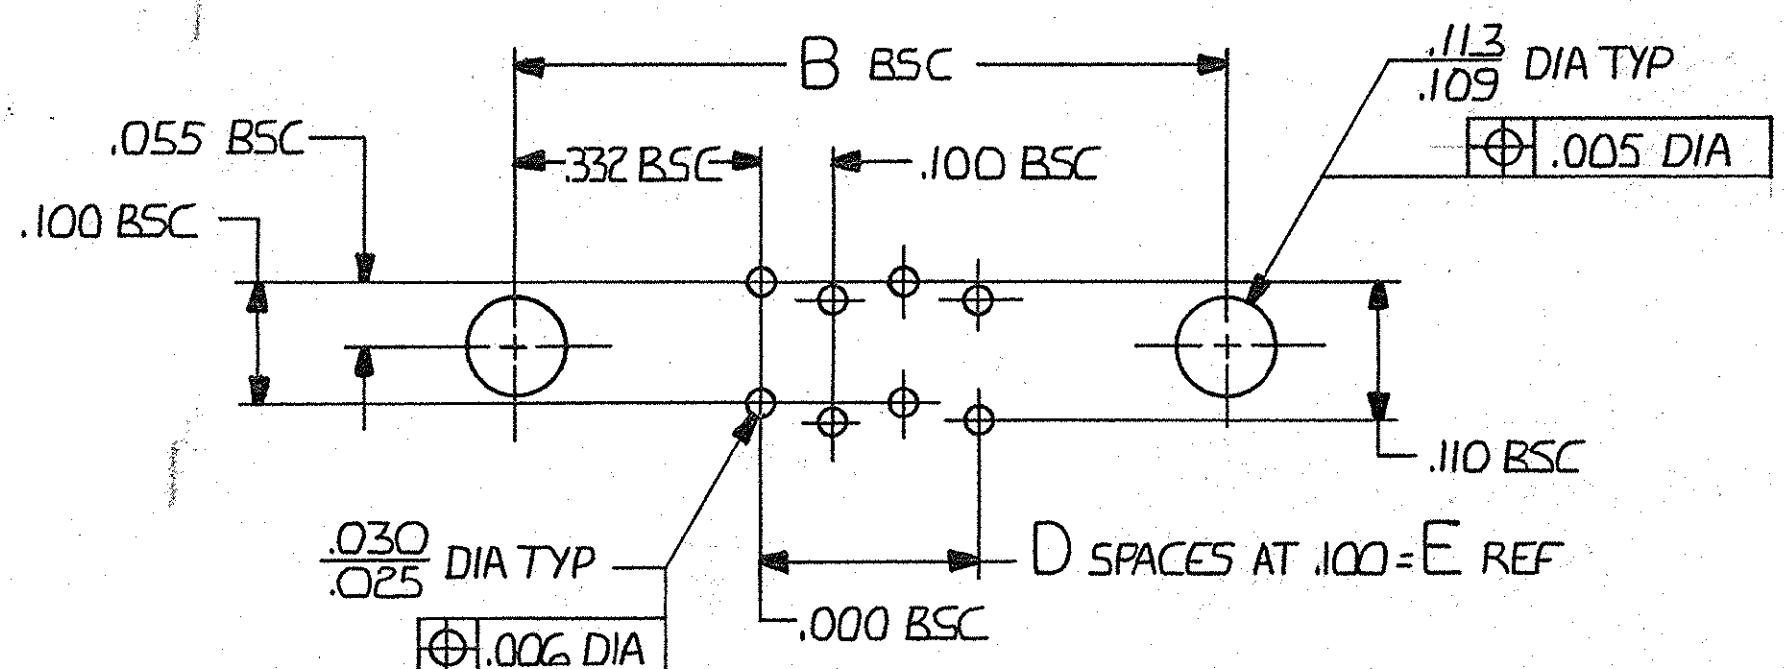 B BSC
.113
.109 DIA TYP
.005 DIA
.055 BSC
.332 BSC
.100 BSC
.100 BSC
.110 BSC
.030
.025 DIA TYP
D SPACES AT .100 = E REF
.000 BSC
.006 DIA